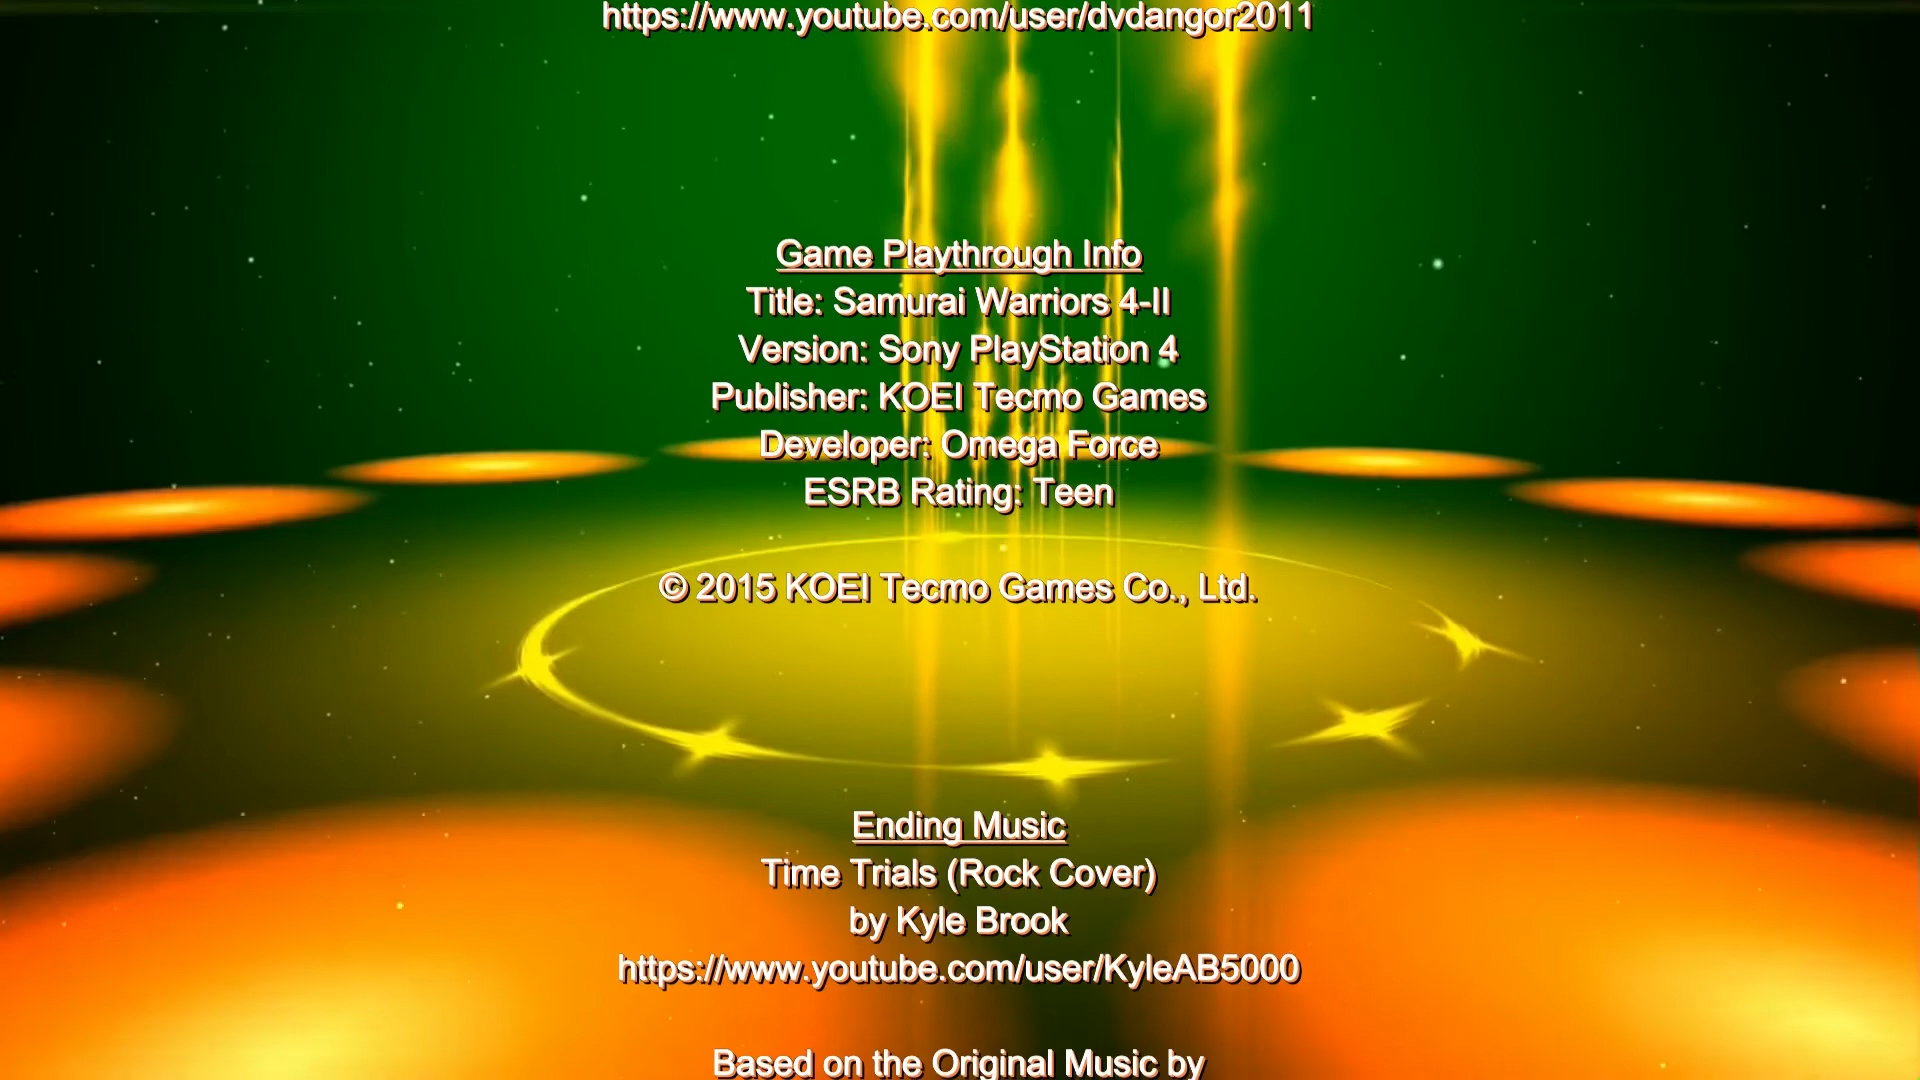 https://www.youtube.com/user/dvdangor2011
Game Playthrough Info
Title: Samurai Warriors 4-II
Version: Sony PlayStation 4
Publisher: KOEI Tecmo Games
Developer: Omega Force
ESRB Rating: Teen
© 2015 KOEI Tecmo Games Co., Ltd.
Ending Music
Time Trials (Rock Cover)
by Kyle Brook
https://www.youtube.com/user/KyleAB5000
Based on the Original Music by